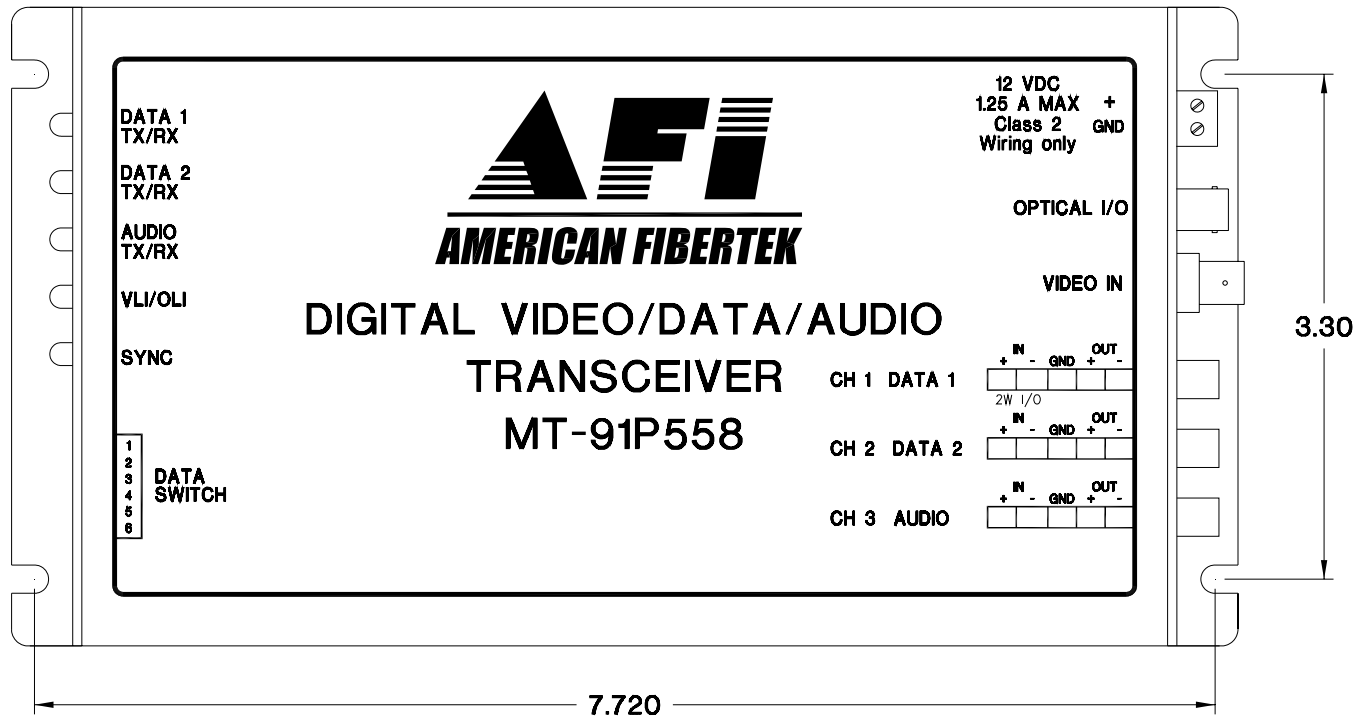 DATA 1
TX/RX
DATA 2
TX/RX
AUDIO
TX/RX
VLI/OLI
SYNC
1
2
3
4
5
6
DATA
SWITCH
AFI
AMERICAN FIBERTEK
DIGITAL VIDEO/DATA/AUDIO
TRANSCEIVER
MT-91P558
12 VDC
1.25 A MAX +
Class 2 GND
Wiring only
OPTICAL I/O
VIDEO IN
IN OUT
+ - GND + -
CH 1 DATA 1
2W I/O
IN OUT
+ - GND + -
CH 2 DATA 2
IN OUT
+ - GND + -
CH 3 AUDIO
3.30
7.720